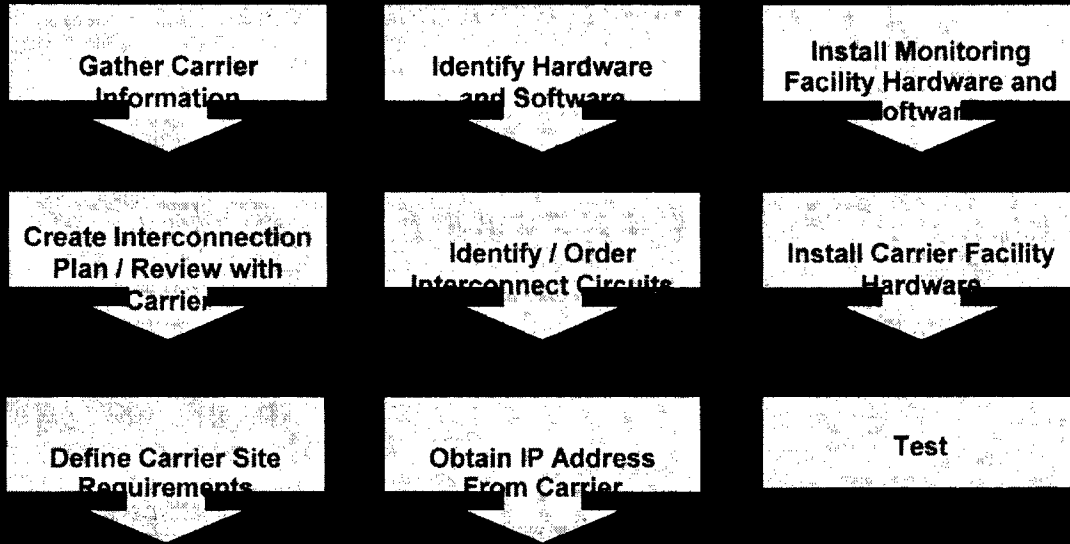 Gather Carrier
Information
Create Interconnection
Plan / Review with
Carrier
Define Carrier Site
Requirements
Identify Hardware
and Software
Identify / Order
Interconnect Circuits
Obtain IP Address
From Carrier
Install Monitoring
Facility Hardware and
oftwar
Install Carrier Facility
Hardware
Test